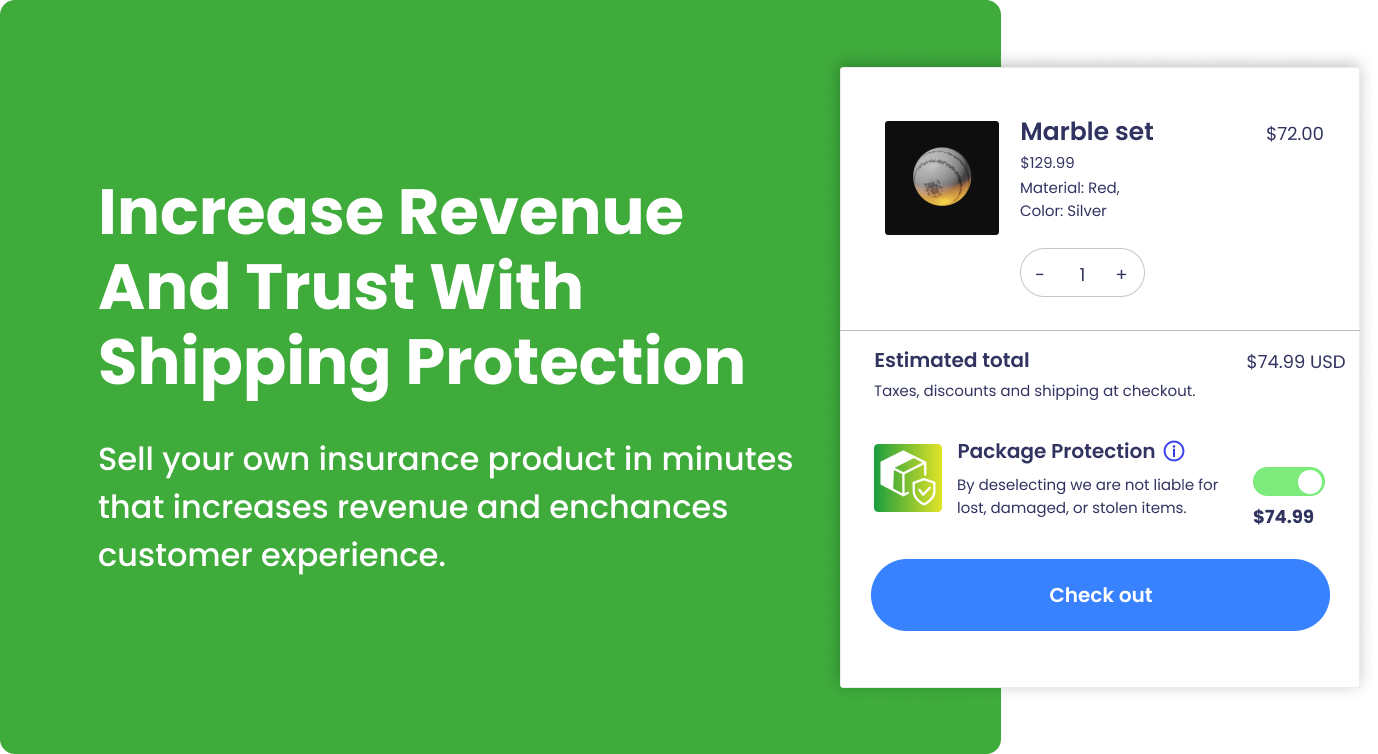 Increase Revenue
And Trust With
Shipping Protection
Sell your own insurance product in minutes
that increases revenue and enchances
customer experience.
Marble set
$72.00
$129.99
Material: Red,
Color: Silver
- 1 +
Estimated total
$74.99 USD
Taxes, discounts and shipping at checkout.
Package Protection
By deselecting we are not liable for
lost, damaged, or stolen items.
$74.99
Check out